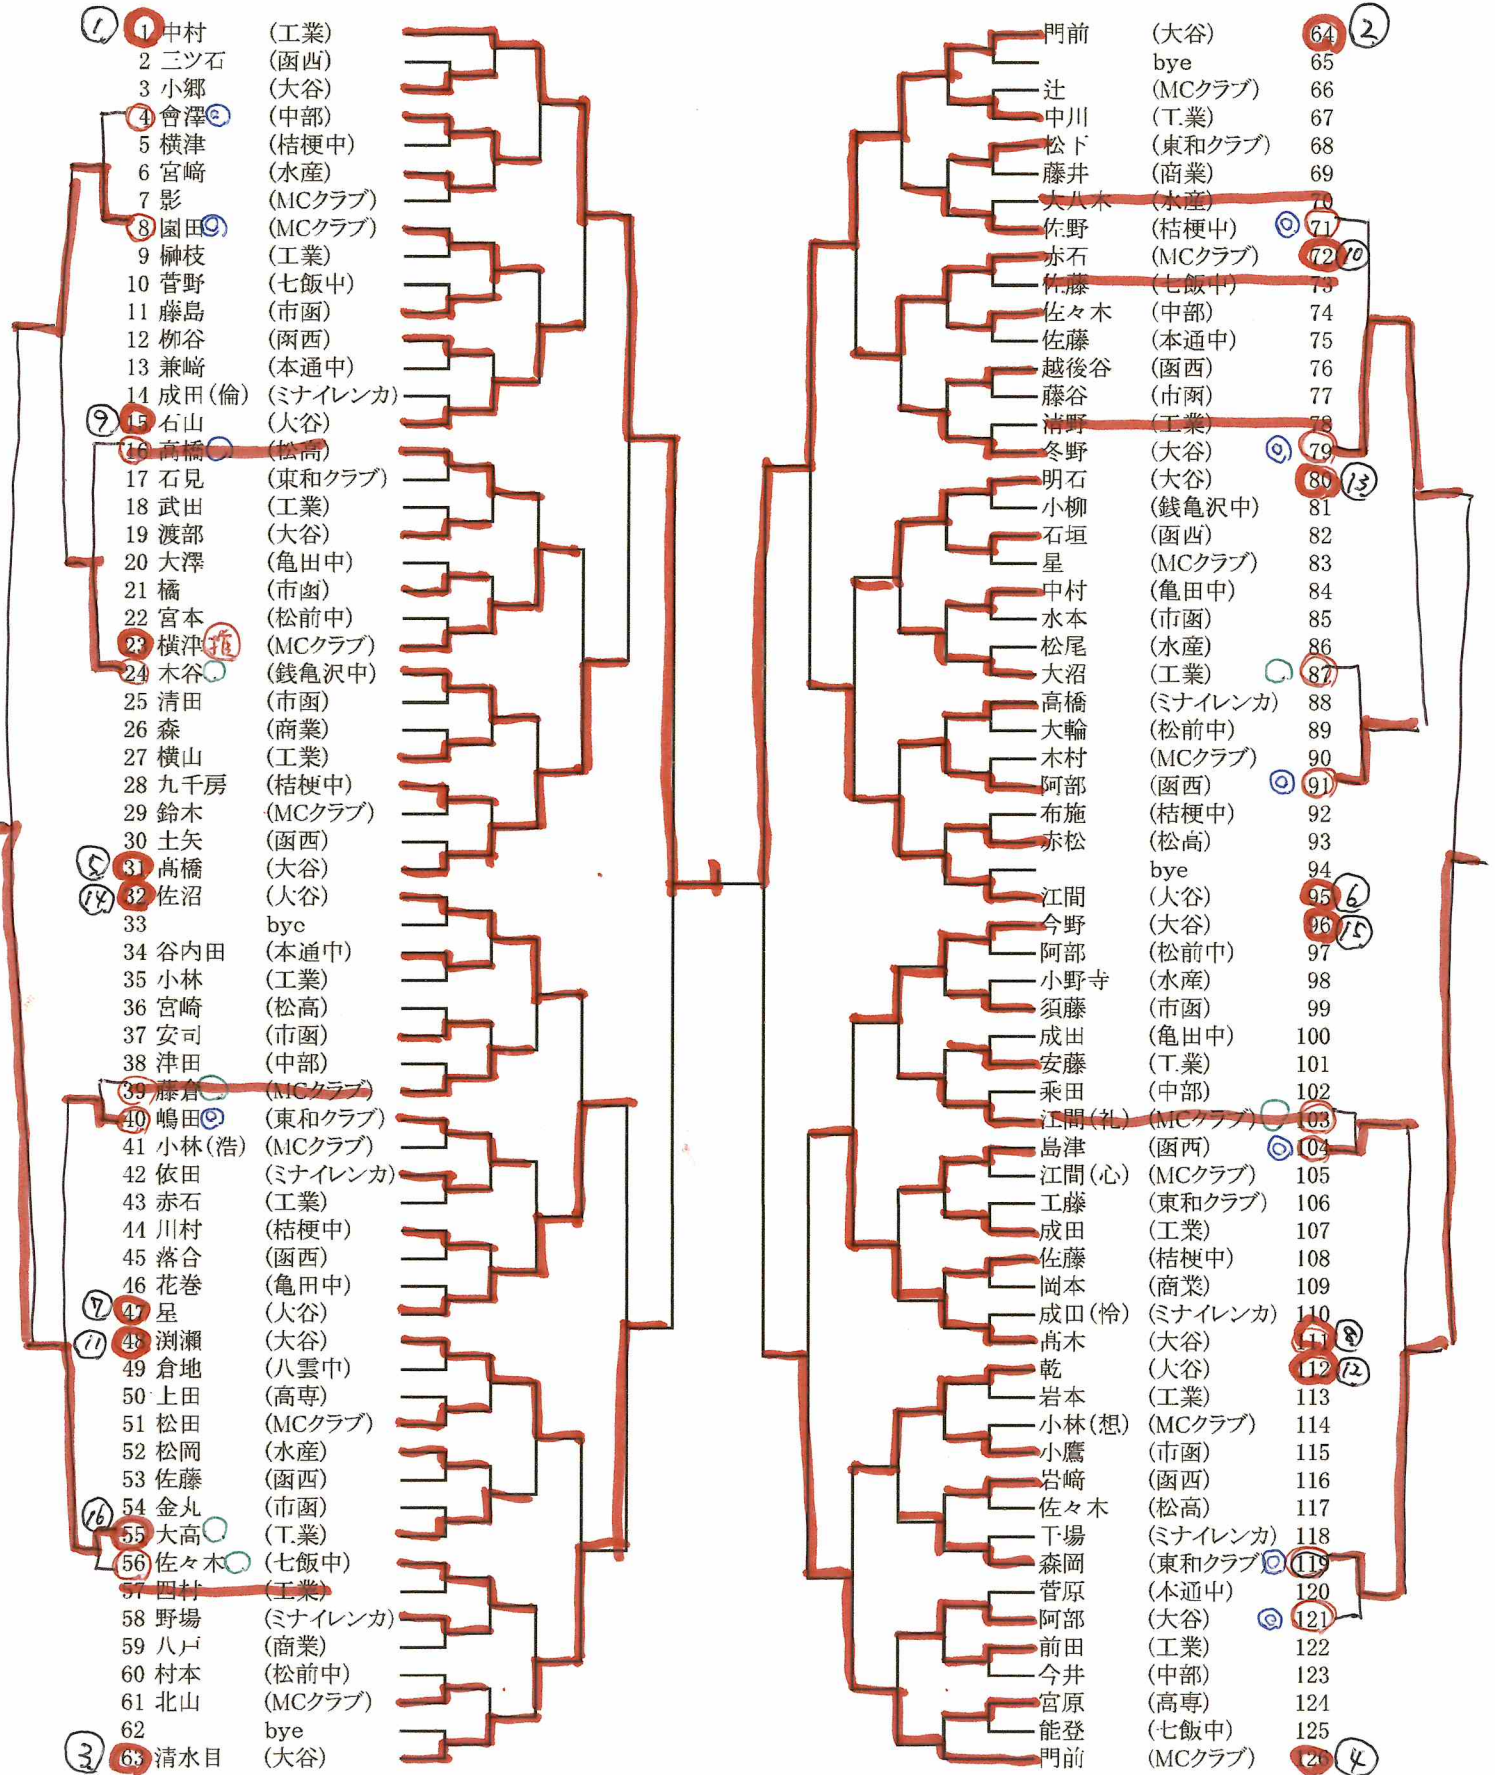 ① 1 中村 (工業)
2 三ツ石 (函西)
3 小郷 (大谷)
4 會澤 (中部)
5 横津 (桔梗中)
6 宮﨑 (水産)
7 影 (MCクラブ)
8 園田 (MCクラブ)
9 榊枝 (工業)
10 菅野 (七飯中)
11 藤島 (市函)
12 柳谷 (函西)
13 兼﨑 (本通中)
14 成田(倫) (ミナイレンカ)
⑨ 15 石山 (大谷)
16 高橋 (松高)
17 石見 (東和クラブ)
18 武田 (工業)
19 渡部 (大谷)
20 大澤 (亀田中)
21 橘 (市函)
22 宮本 (松前中)
23 横沖 推 (MCクラブ)
24 木谷 (銭亀沢中)
25 清田 (市函)
26 森 (商業)
27 横山 (工業)
28 九千房 (桔梗中)
29 鈴木 (MCクラブ)
30 土矢 (函西)
⑤ 31 髙橋 (大谷)
⑭ 32 佐沼 (大谷)
33 bye
34 谷内田 (本通中)
35 小林 (工業)
36 宮崎 (松高)
37 安司 (市函)
38 津田 (中部)
39 藤倉 (MCクラブ)
40 嶋田 (東和クラブ)
41 小林(浩) (MCクラブ)
42 依田 (ミナイレンカ)
43 赤石 (工業)
44 川村 (桔梗中)
45 落合 (函西)
46 花巻 (亀田中)
⑦ 47 星 (大谷)
⑪ 48 渕瀬 (大谷)
49 倉地 (八雲中)
50 上田 (高専)
51 松田 (MCクラブ)
52 松岡 (水産)
53 佐藤 (函西)
54 金丸 (市函)
⑯ 55 大高 (工業)
56 佐々木 (七飯中)
57 四村 (工業)
58 野場 (ミナイレンカ)
59 八戸 (商業)
60 村本 (松前中)
61 北山 (MCクラブ)
62 bye
③ 63 清水目 (大谷)
門前 (大谷) 64 ②
bye 65
辻 (MCクラブ) 66
中川 (工業) 67
松下 (東和クラブ) 68
藤井 (商業) 69
大八木 (水産) 70
佐野 (桔梗中) 71
赤石 (MCクラブ) 72 ⑩
佐藤 (七飯中) 73
佐々木 (中部) 74
佐藤 (本通中) 75
越後谷 (函西) 76
藤谷 (市函) 77
清野 (工業) 78
冬野 (大谷) 79
明石 (大谷) 80 ⑬
小柳 (銭亀沢中) 81
石垣 (函西) 82
星 (MCクラブ) 83
中村 (亀田中) 84
水本 (市函) 85
松尾 (水産) 86
大沼 (工業) 87
高橋 (ミナイレンカ) 88
大輪 (松前中) 89
木村 (MCクラブ) 90
阿部 (函西) 91
布施 (桔梗中) 92
赤松 (松高) 93
bye 94
江間 (大谷) 95 ⑥
今野 (大谷) 96 ⑮
阿部 (松前中) 97
小野寺 (水産) 98
須藤 (市函) 99
成田 (亀田中) 100
安藤 (工業) 101
乗田 (中部) 102
江間(礼) (MCクラブ) 103
島津 (函西) 104
江間(心) (MCクラブ) 105
工藤 (東和クラブ) 106
成田 (工業) 107
佐藤 (桔梗中) 108
岡本 (商業) 109
成田(怜) (ミナイレンカ) 110
髙木 (大谷) 111 ⑧
乾 (大谷) 112 ⑫
岩本 (工業) 113
小林(想) (MCクラブ) 114
小鷹 (市函) 115
岩﨑 (函西) 116
佐々木 (松高) 117
干場 (ミナイレンカ) 118
森岡 (東和クラブ) 119
菅原 (本通中) 120
阿部 (大谷) 121
前田 (工業) 122
今井 (中部) 123
宮原 (高専) 124
能登 (七飯中) 125
門前 (MCクラブ) 126 ④